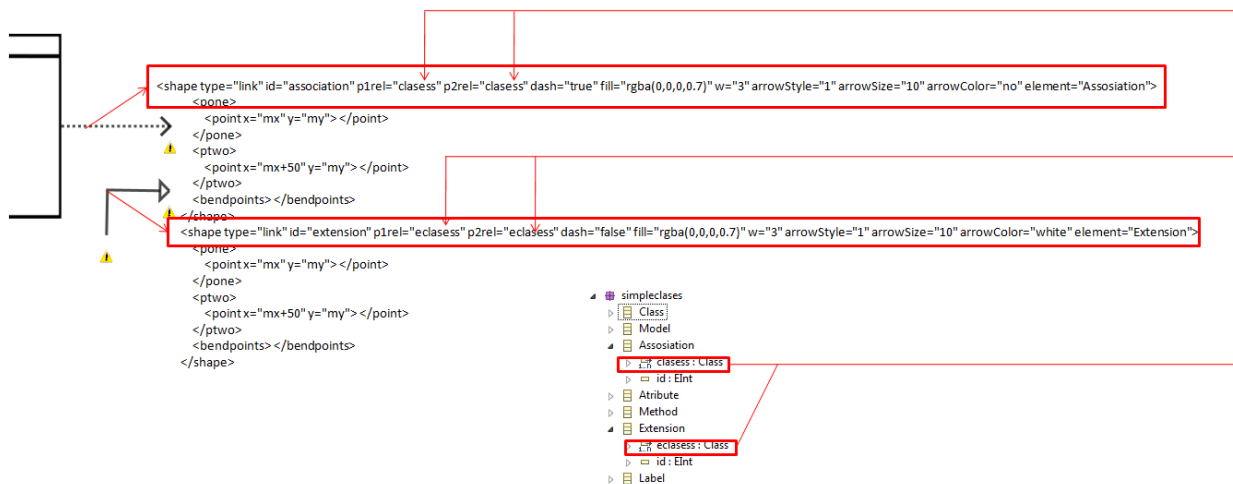 <shape type="link" id="association" p1rel="clasess" p2rel="clasess" dash="true" fill="rgba(0,0,0,0.7)" w="3" arrowStyle="1" arrowSize="10" arrowColor="no" element="Assosiation">
<pone>
<point x="mx" y="my"></point>
</pone>
<ptwo>
<point x="mx+50" y="my"></point>
</ptwo>
<bendpoints></bendpoints>
</shape>
<shape type="link" id="extension" p1rel="eclasess" p2rel="eclasess" dash="false" fill="rgba(0,0,0,0.7)" w="3" arrowStyle="1" arrowSize="10" arrowColor="white" element="Extension">
<pone>
<point x="mx" y="my"></point>
</pone>
<ptwo>
<point x="mx+50" y="my"></point>
</ptwo>
<bendpoints></bendpoints>
</shape>
simpleclases
Class
Model
Assosiation
clasess : Class
id : EInt
Atribute
Method
Extension
eclasess : Class
id : EInt
Label